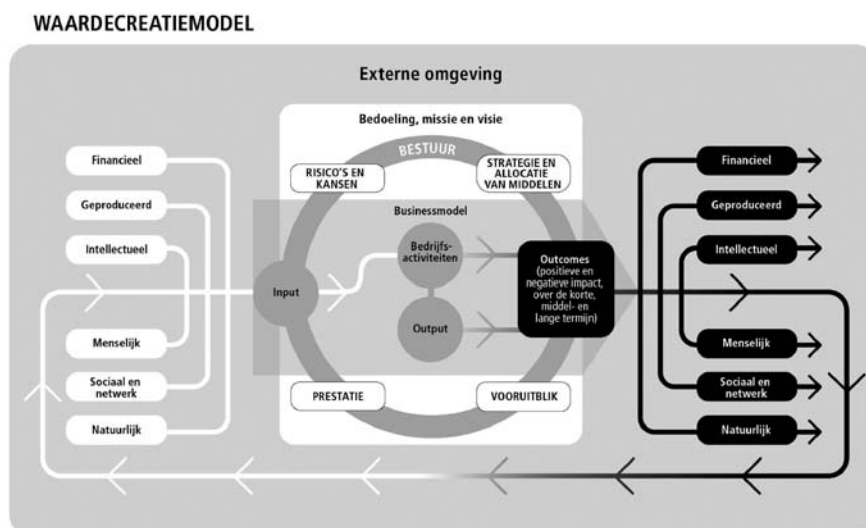 WAARDECREATIEMODEL
Externe omgeving
Bedoeling, missie en visie
BESTUUR
RISICO'S EN
KANSEN
STRATEGIE EN
ALLOCATIE
VAN MIDDELEN
Financieel
Geproduceerd
Intellectueel
Menselijk
Sociaal en
netwerk
Natuurlijk
Input
Businessmodel
Bedrijfs-
activiteiten
Output
Outcomes
(positieve en
negatieve impact,
over de korte,
middel- en
lange termijn)
PRESTATIE
VOORUITBLIK
Financieel
Geproduceerd
Intellectueel
Menselijk
Sociaal en
netwerk
Natuurlijk